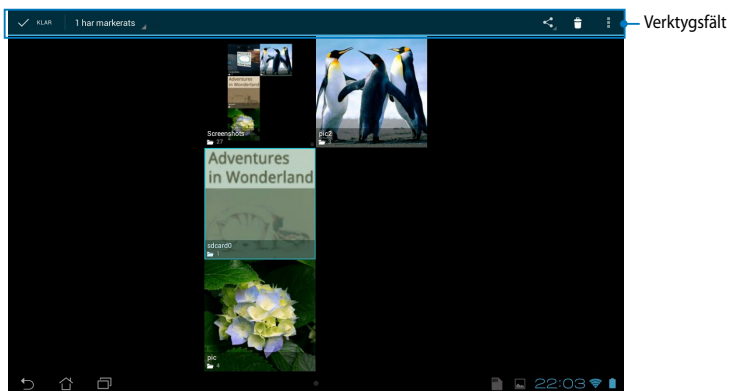 KLAR 1 har markerats
Verktygsfält
Adventures
in Wonderland
Screenshots
27
pic2
Adventures
in Wonderland
sdcard0
1
pic
4
22:03